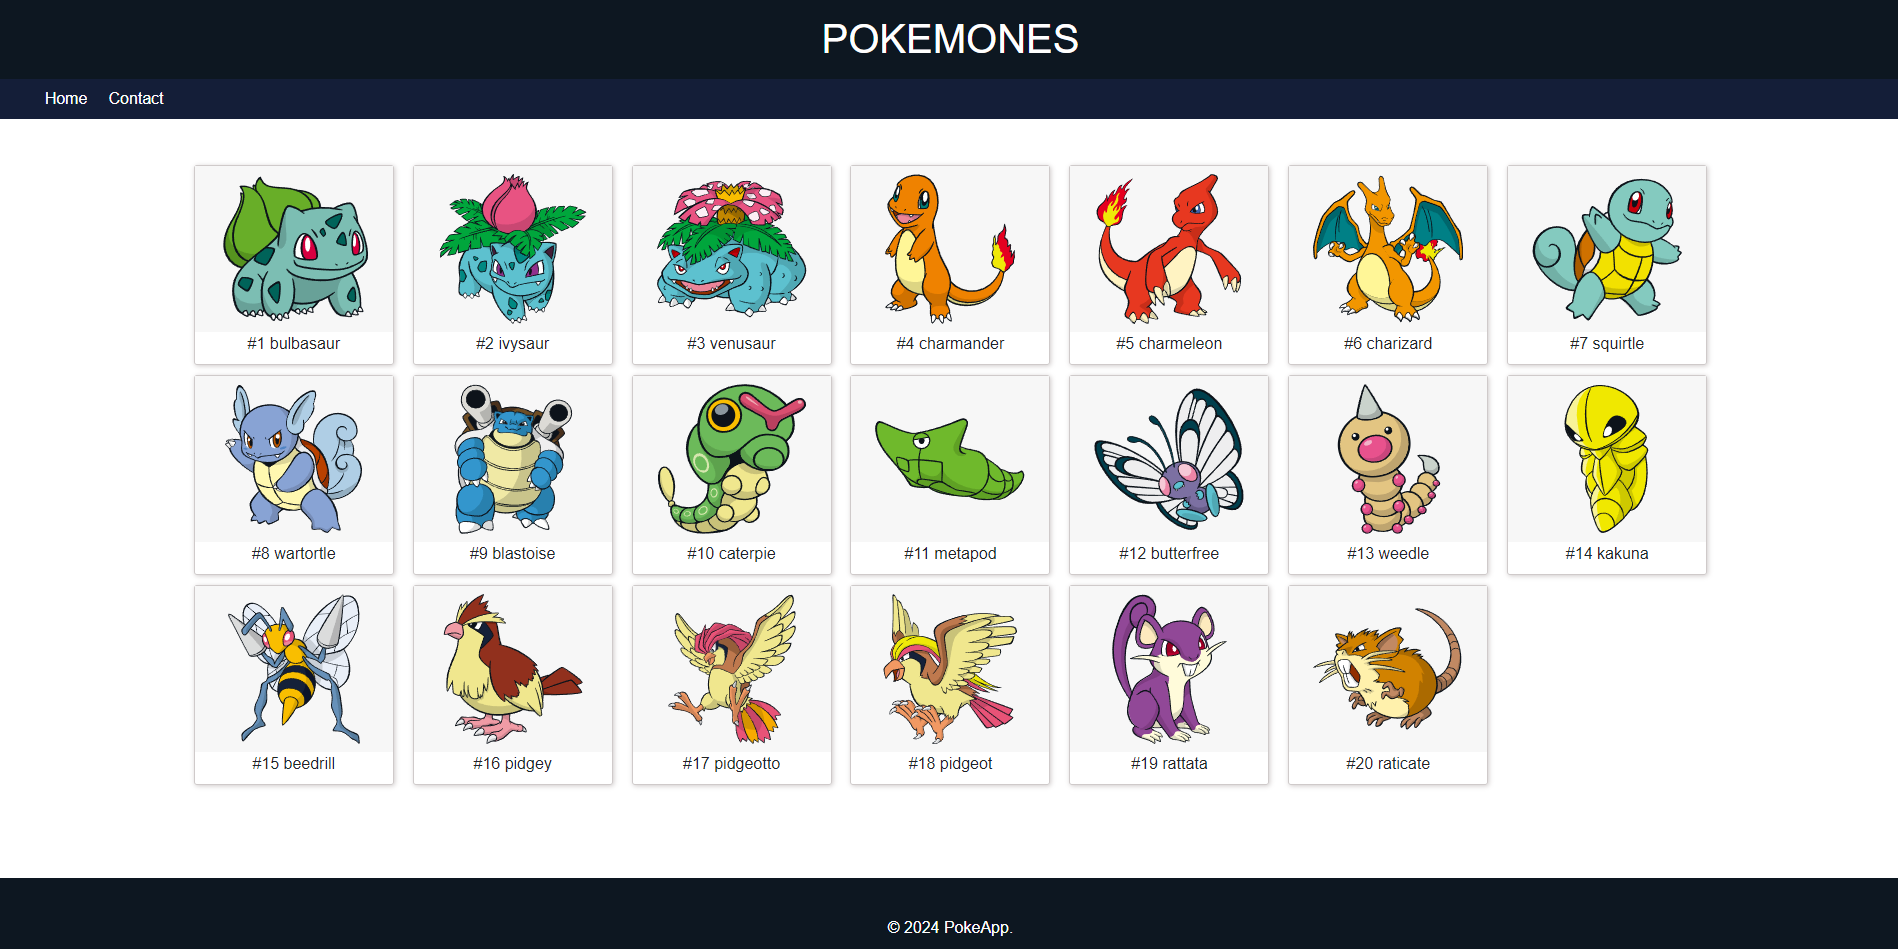 POKEMONES
Home Contact
#1 bulbasaur
#2 ivysaur
#3 venusaur
#4 charmander
#5 charmeleon
#6 charizard
#7 squirtle
#8 wartortle
#9 blastoise
#10 caterpie
#11 metapod
#12 butterfree
#13 weedle
#14 kakuna
#15 beedrill
#16 pidgey
#17 pidgeotto
#18 pidgeot
#19 rattata
#20 raticate
© 2024 PokeApp.